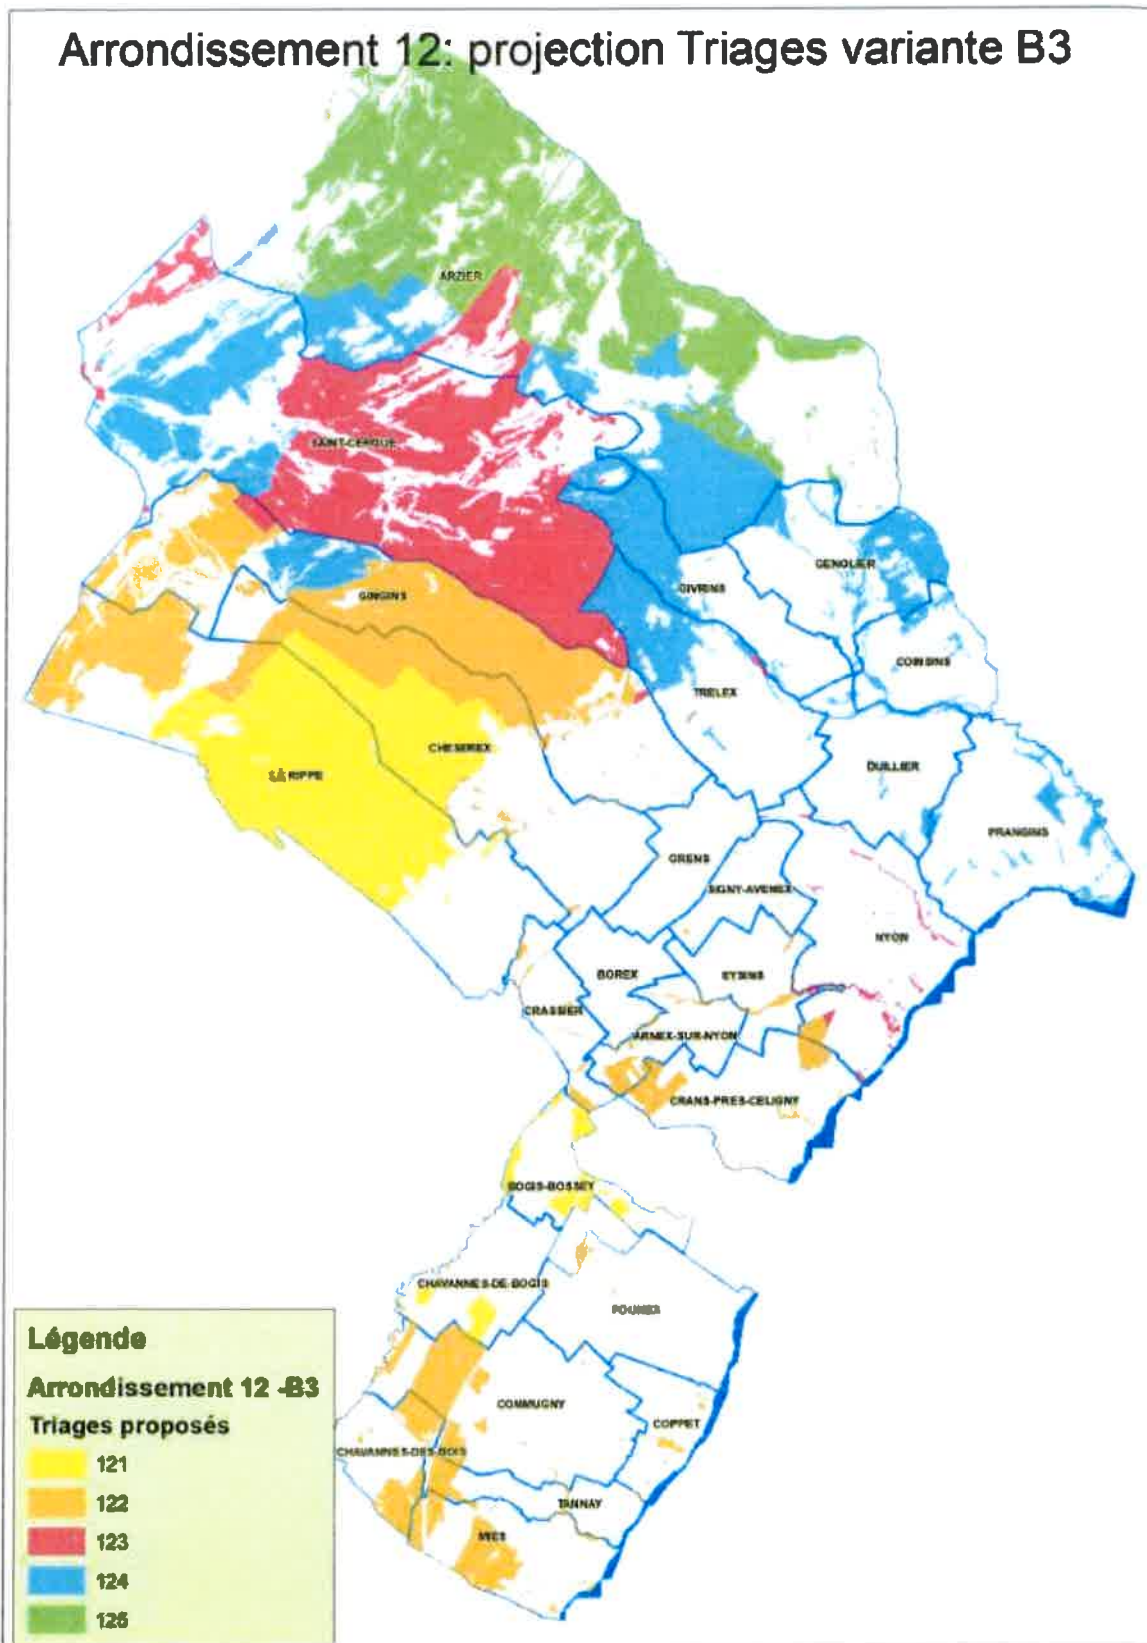 Arrondissement 12: projection Triages variante B3
ARZIER
SAINT-CERGUE
GENOLIER
GIVRINS
GINGINS
COINSINS
TRELEX
CHESEREX
DUILLIER
LA RIPPE
PRANGINS
GRENS
SIGNY-AVENEX
NYON
BOREX
EYSINS
CRASSIER
ARNEX-SUR-NYON
CRANS-PRES-CELIGNY
BOGIS-BOSSEY
CHAVANNES-DE-BOGIS
FOUNEX
COMMUGNY
COPPET
CHAVANNES-DES-BOIS
TANNAY
MIES
Légende
Arrondissement 12 -B3
Triages proposés
121
122
123
124
125